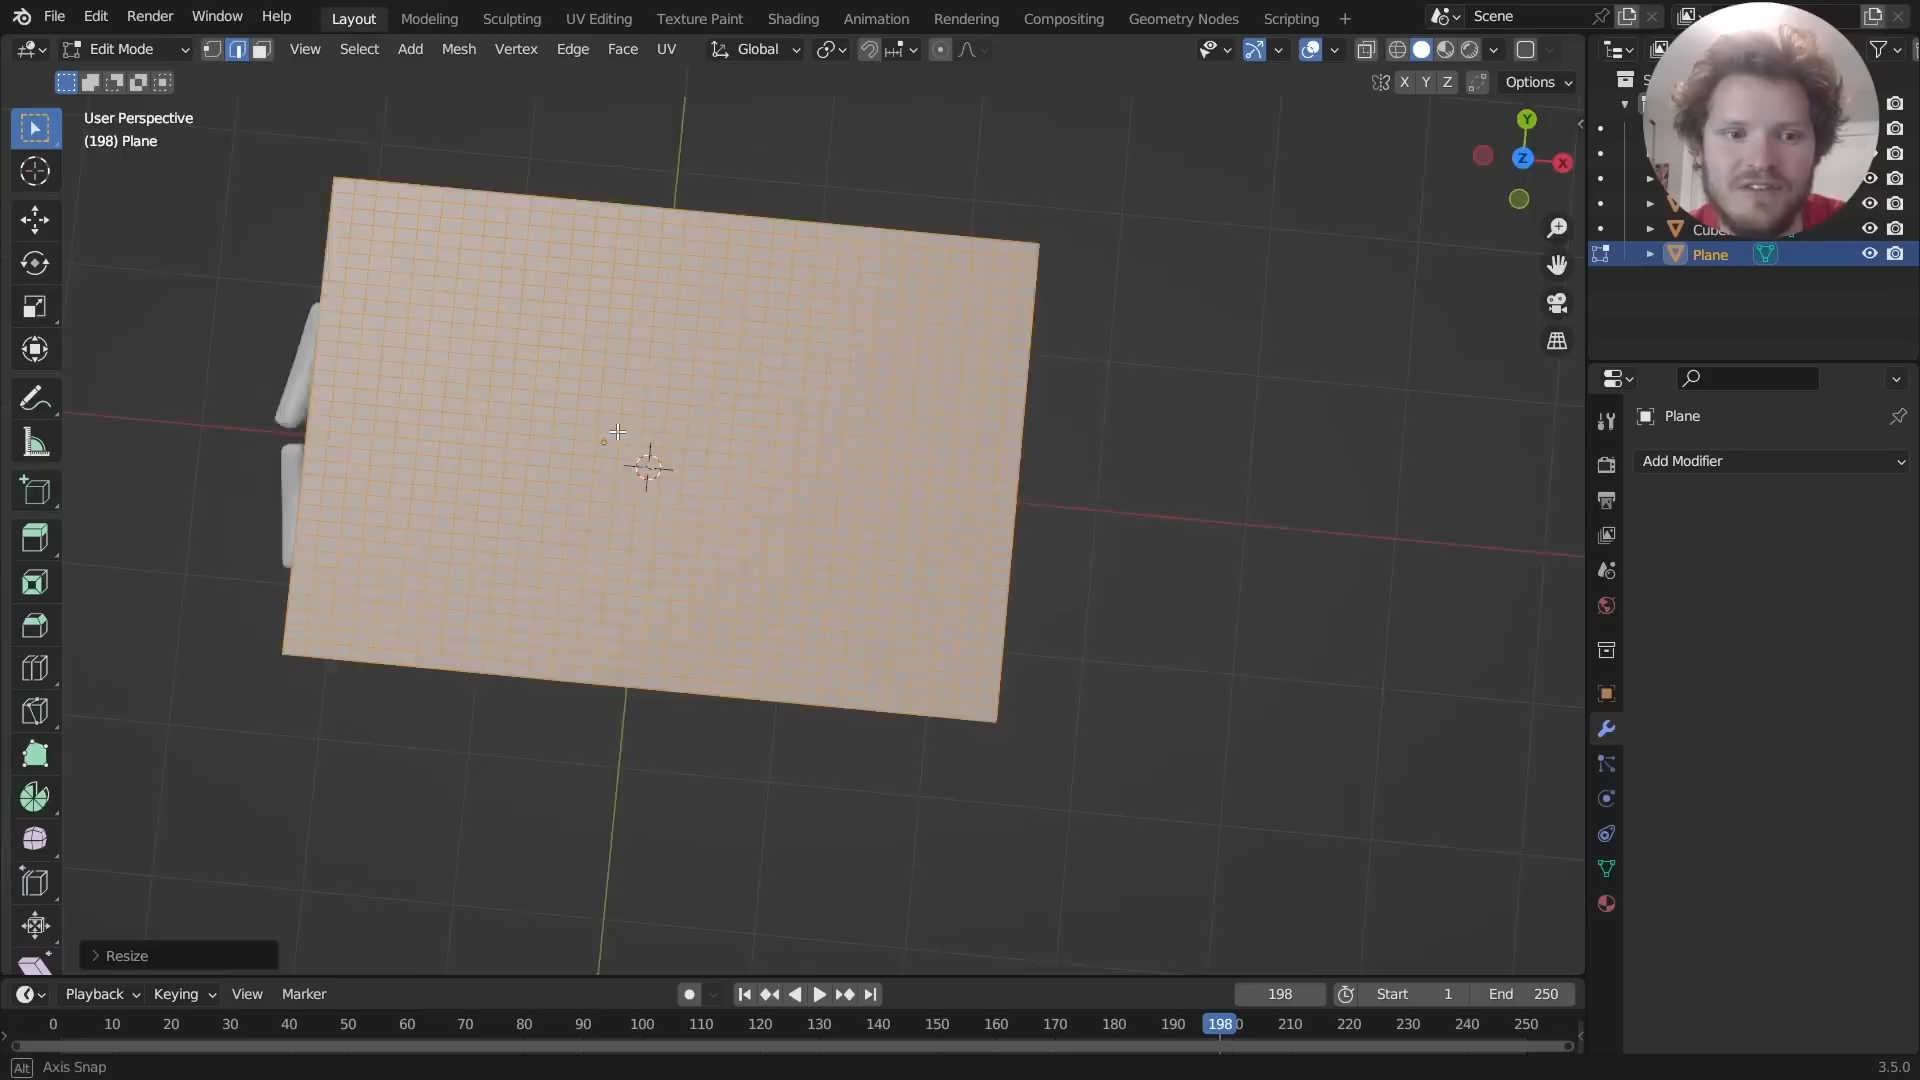 File Edit Render Window Help Layout Modeling Sculpting UV Editing Texture Paint Shading Animation Rendering Compositing Geometry Nodes Scripting + Scene
Edit Mode View Select Add Mesh Vertex Edge Face UV Global
X Y Z Options
User Perspective
(198) Plane
Y
Z X
Cube
Plane
Plane
Add Modifier
Resize
Playback Keying View Marker 198 Start 1 End 250
0 10 20 30 40 50 60 70 80 90 100 110 120 130 140 150 160 170 180 190 198 210 220 230 240 250
Alt Axis Snap 3.5.0